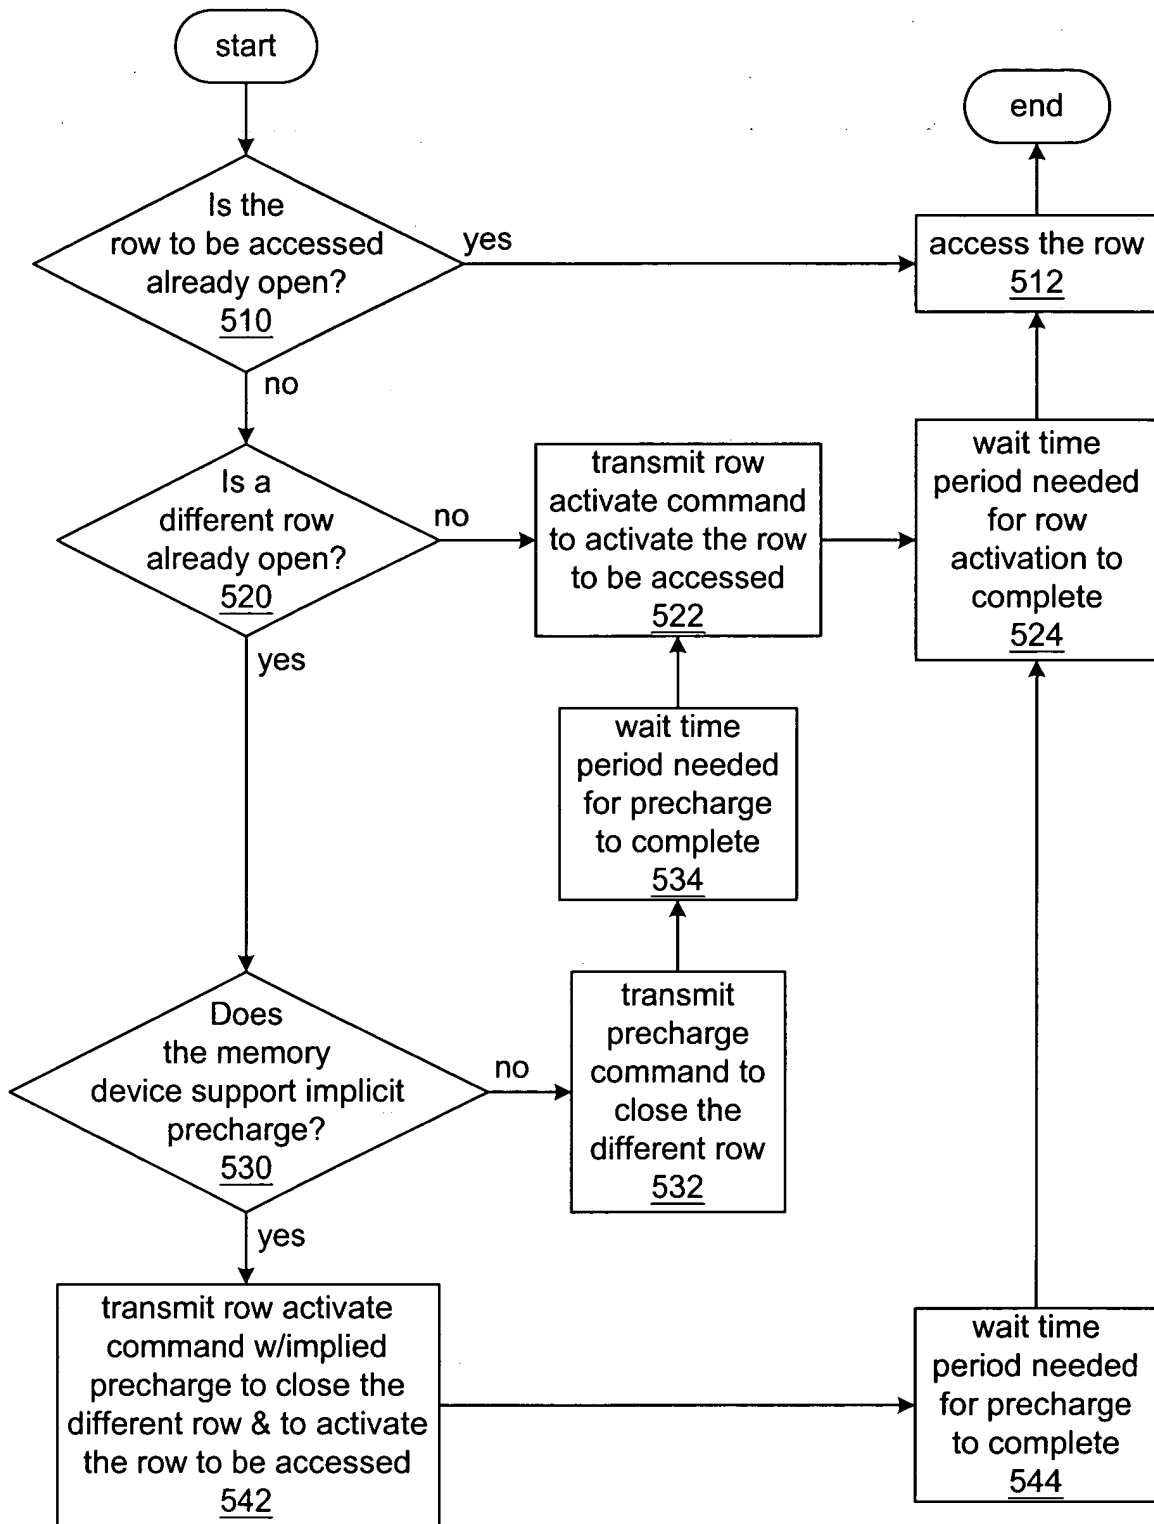 start
end
Is the
row to be accessed
already open?
510
yes
access the row
512
no
Is a
different row
already open?
520
no
transmit row
activate command
to activate the row
to be accessed
522
wait time
period needed
for row
activation to
complete
524
yes
wait time
period needed
for precharge
to complete
534
Does
the memory
device support implicit
precharge?
530
no
transmit
precharge
command to
close the
different row
532
yes
transmit row activate
command w/implied
precharge to close the
different row & to activate
the row to be accessed
542
wait time
period needed
for precharge
to complete
544